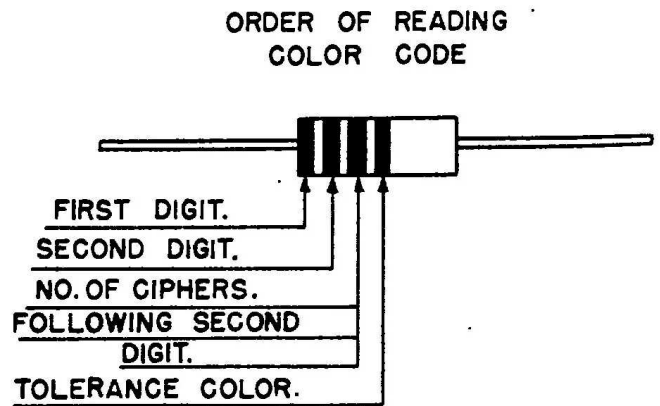 ORDER OF READING
COLOR CODE
FIRST DIGIT.
SECOND DIGIT.
NO. OF CIPHERS.
FOLLOWING SECOND
DIGIT.
TOLERANCE COLOR.